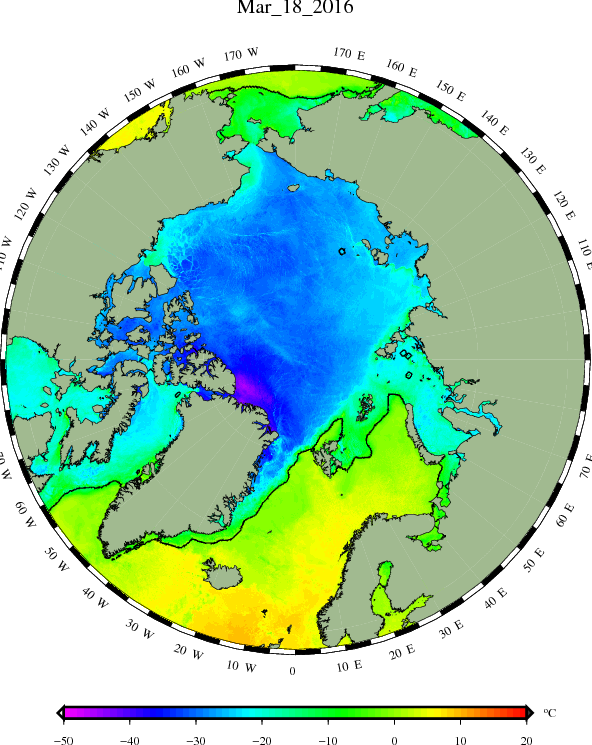 Mar_18_2016
170 W
170 E
160 W
160 E
150 W
150 E
140 W
140 E
130 W
130 E
120 W
120 E
110 E
60 W
70 E
50 W
60 E
40 W
50 E
30 W
40 E
20 W
30 E
10 W
0
10 E
20 E
°C
−50 −40 −30 −20 −10 0 10 20